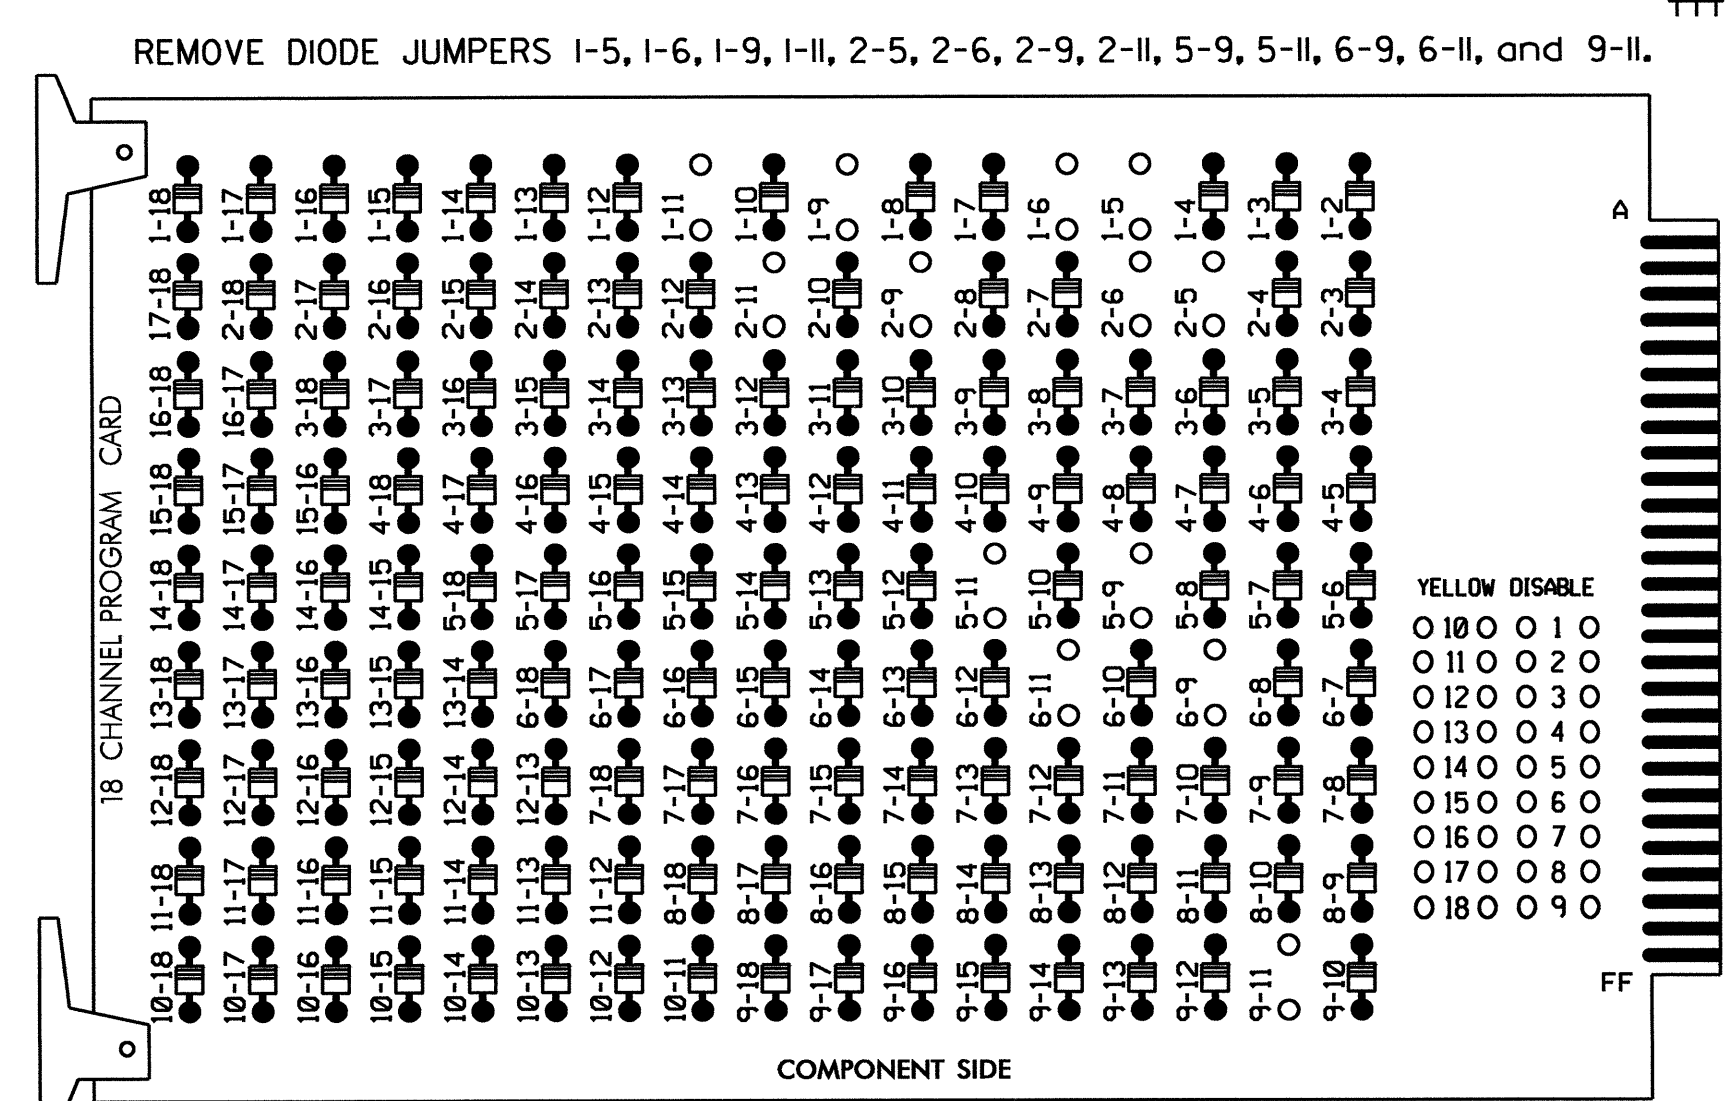 REMOVE DIODE JUMPERS 1-5, 1-6, 1-9, 1-11, 2-5, 2-6, 2-9, 2-11, 5-9, 5-11, 6-9, 6-11, and 9-11.
1-18 1-17 1-16 1-15 1-14 1-13 1-12 1-11 1-10 1-9 1-8 1-7 1-6 1-5 1-4 1-3 1-2
A
17-18 2-18 2-17 2-16 2-15 2-14 2-13 2-12 2-11 2-10 2-9 2-8 2-7 2-6 2-5 2-4 2-3
16-18 16-17 3-18 3-17 3-16 3-15 3-14 3-13 3-12 3-11 3-10 3-9 3-8 3-7 3-6 3-5 3-4
15-18 15-17 15-16 4-18 4-17 4-16 4-15 4-14 4-13 4-12 4-11 4-10 4-9 4-8 4-7 4-6 4-5
14-18 14-17 14-16 14-15 5-18 5-17 5-16 5-15 5-14 5-13 5-12 5-11 5-10 5-9 5-8 5-7 5-6
13-18 13-17 13-16 13-15 13-14 6-18 6-17 6-16 6-15 6-14 6-13 6-12 6-11 6-10 6-9 6-8 6-7
12-18 12-17 12-16 12-15 12-14 12-13 7-18 7-17 7-16 7-15 7-14 7-13 7-12 7-11 7-10 7-9 7-8
11-18 11-17 11-16 11-15 11-14 11-13 11-12 8-18 8-17 8-16 8-15 8-14 8-13 8-12 8-11 8-10 8-9
10-18 10-17 10-16 10-15 10-14 10-13 10-12 10-11 9-18 9-17 9-16 9-15 9-14 9-13 9-12 9-11 9-10
18 CHANNEL PROGRAM CARD
YELLOW DISABLE
10 1
11 2
12 3
13 4
14 5
15 6
16 7
17 8
18 9
FF
COMPONENT SIDE